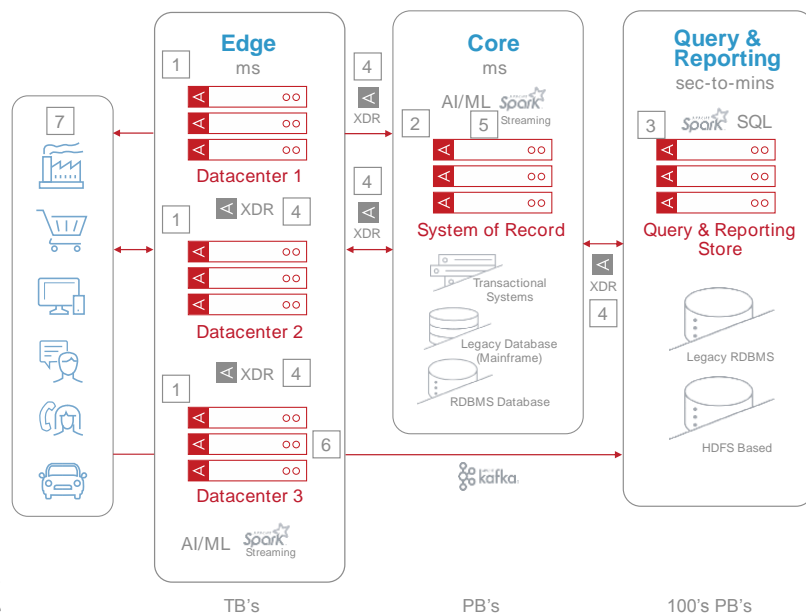 Edge
ms
1
Datacenter 1
XDR
4
1
Datacenter 2
XDR
4
1
6
Datacenter 3
AI/ML
Spark
Streaming
TB's
7
4
XDR
4
XDR
Core
ms
AI/ML
Spark
Streaming
2
5
System of Record
Transactional
Systems
Legacy Database
(Mainframe)
RDBMS Database
kafka
PB's
XDR
4
Query &
Reporting
sec-to-mins
3
Spark
SQL
Query & Reporting
Store
Legacy RDBMS
HDFS Based
100's PB's